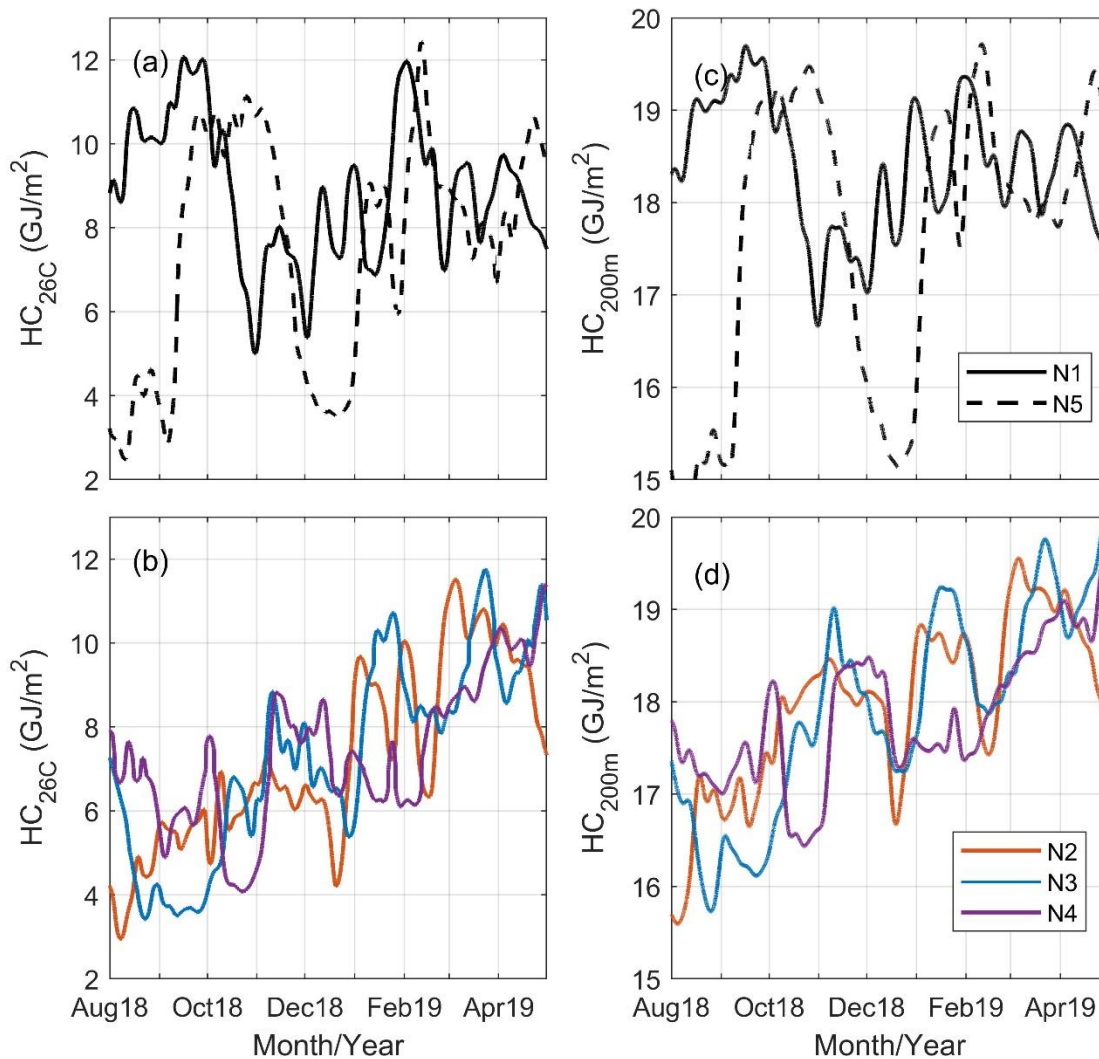 (a)
HC26C (GJ/m²)
12
10
8
6
4
2
(c)
HC200m (GJ/m²)
20
19
18
17
16
15
N1
N5
(b)
HC26C (GJ/m²)
12
10
8
6
4
2
Aug18 Oct18 Dec18 Feb19 Apr19
Month/Year
(d)
HC200m (GJ/m²)
20
19
18
17
16
15
N2
N3
N4
Aug18 Oct18 Dec18 Feb19 Apr19
Month/Year